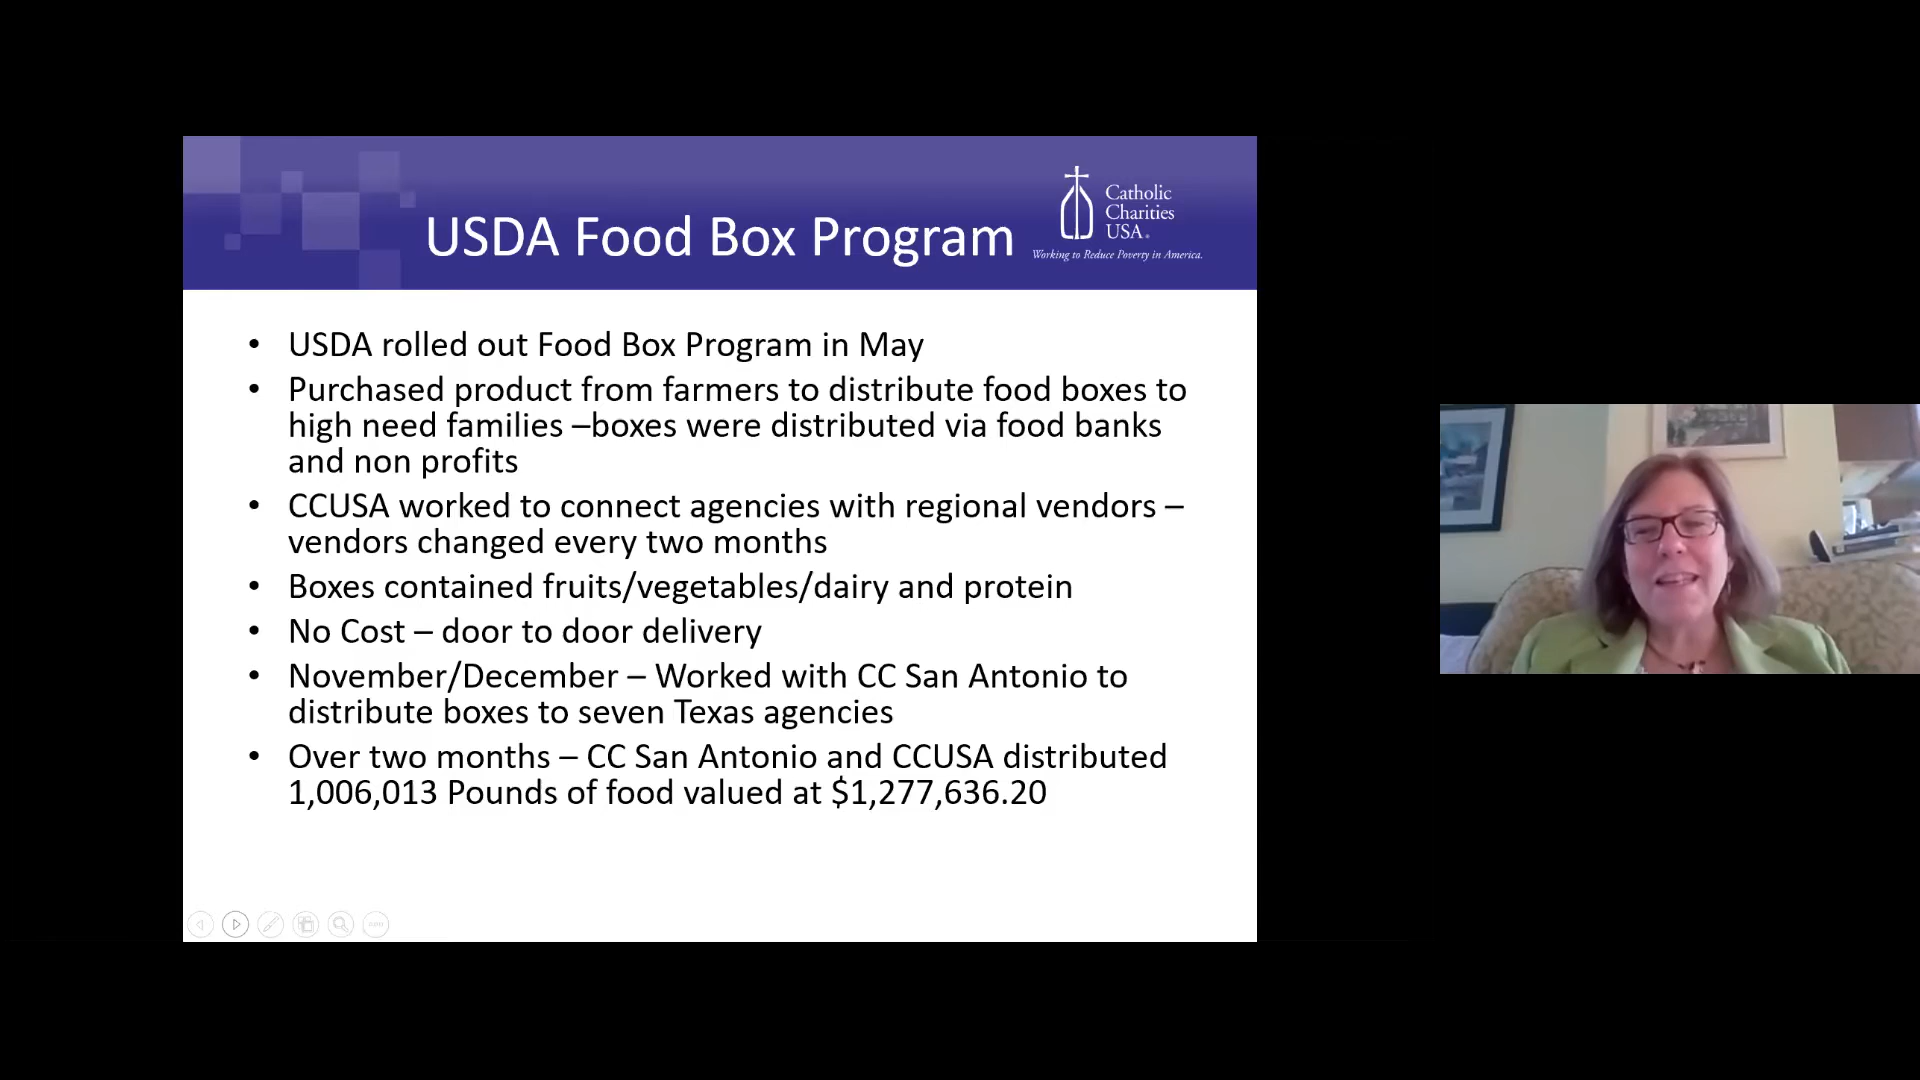 USDA Food Box Program
Catholic
Charities
USA®
Working to Reduce Poverty in America.
• USDA rolled out Food Box Program in May
• Purchased product from farmers to distribute food boxes to
high need families –boxes were distributed via food banks
and non profits
• CCUSA worked to connect agencies with regional vendors –
vendors changed every two months
• Boxes contained fruits/vegetables/dairy and protein
• No Cost – door to door delivery
• November/December – Worked with CC San Antonio to
distribute boxes to seven Texas agencies
• Over two months – CC San Antonio and CCUSA distributed
1,006,013 Pounds of food valued at $1,277,636.20